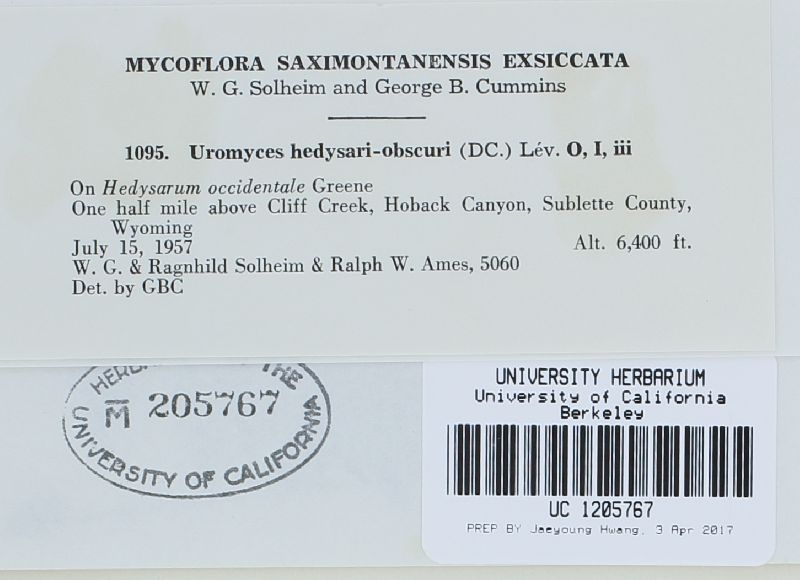 MYCOFLORA SAXIMONTANENSIS EXSICCATA
W. G. Solheim and George B. Cummins
1095. Uromyces hedysari-obscuri (DC.) Lév. O, I, iii
On Hedysarum occidentale Greene
One half mile above Cliff Creek, Hoback Canyon, Sublette County,
Wyoming
July 15, 1957 Alt. 6,400 ft.
W. G. & Ragnhild Solheim & Ralph W. Ames, 5060
Det. by GBC
THE
M 205767
UNIVERSITY OF CALIFORNIA
UNIVERSITY HERBARIUM
University of California
Berkeley
UC 1205767
PREP BY Jaeyoung Hwang, 3 Apr 2017